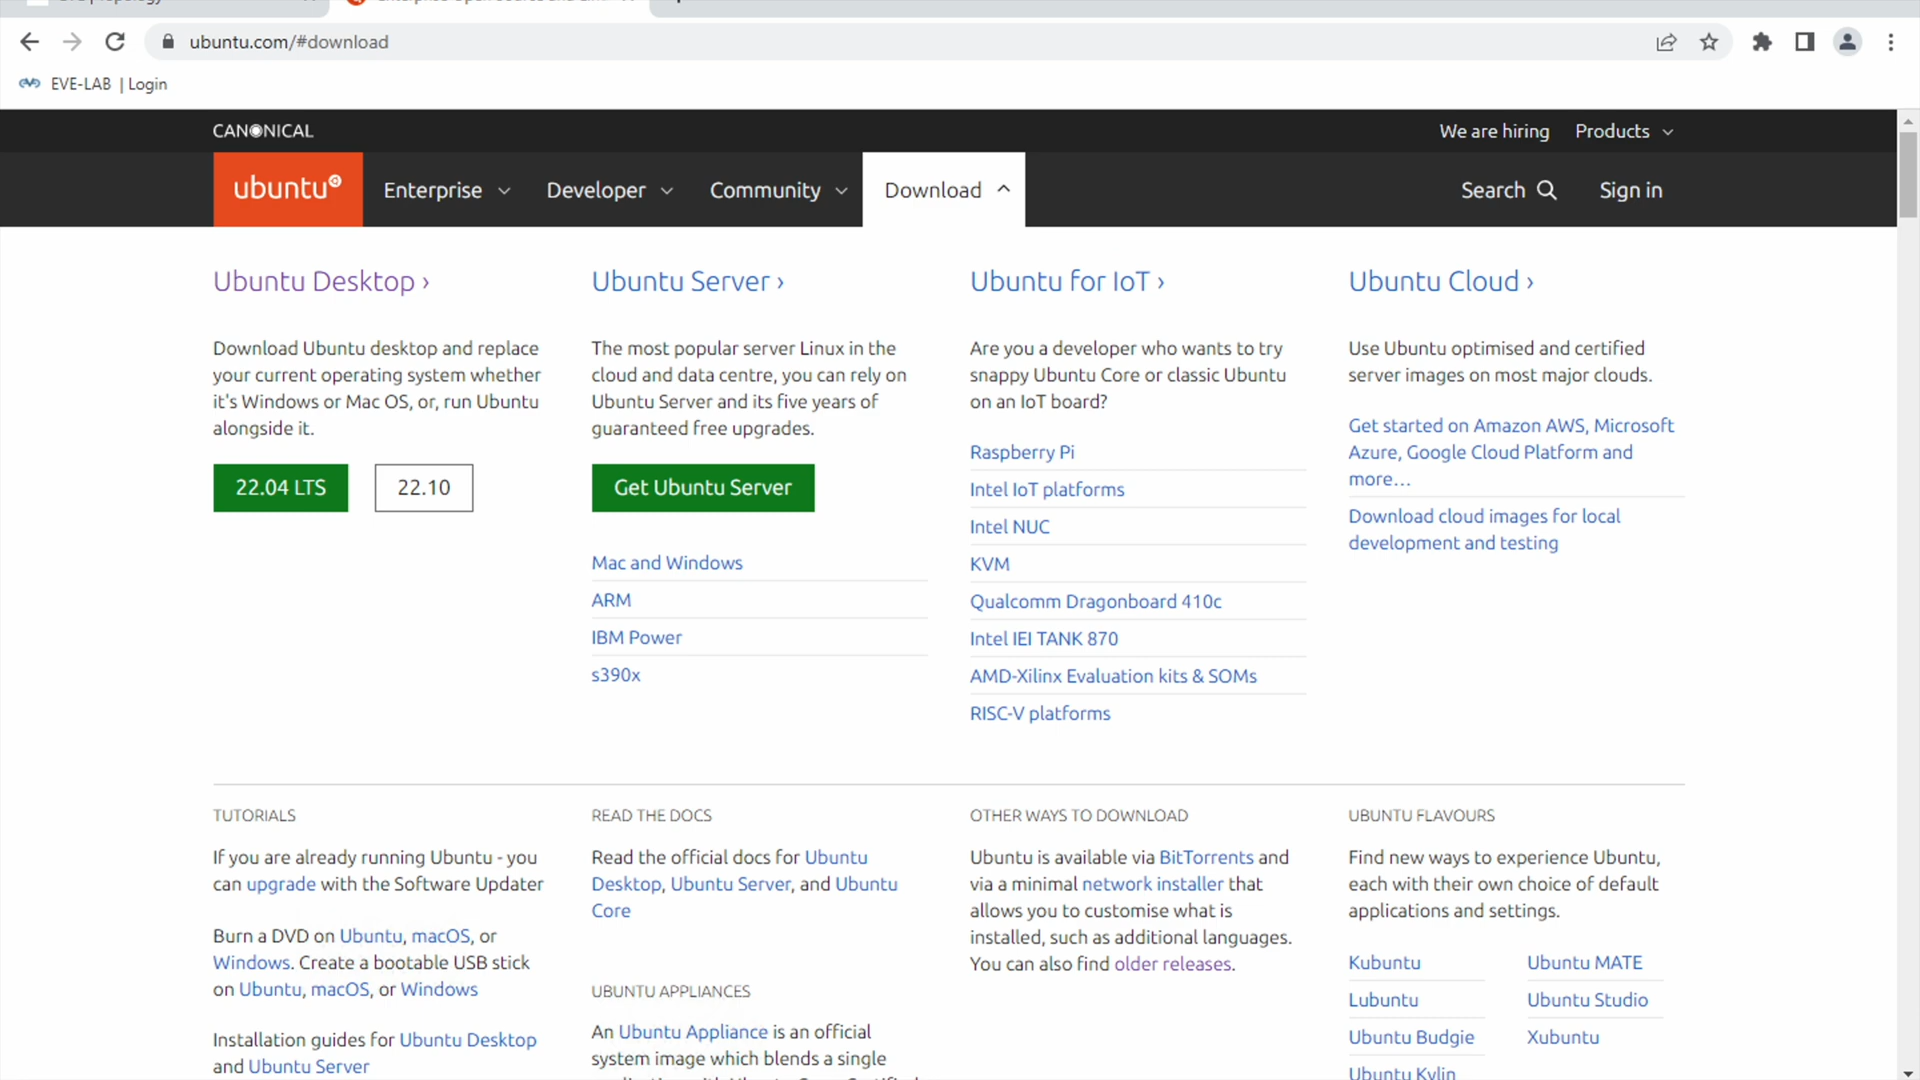 ubuntu.com/#download
EVE-LAB | Login
CANONICAL
We are hiring
Products
ubuntu
Enterprise
Developer
Community
Download
Search
Sign in
Ubuntu Desktop ›
Download Ubuntu desktop and replace
your current operating system whether
it's Windows or Mac OS, or, run Ubuntu
alongside it.
22.04 LTS
22.10
Ubuntu Server ›
The most popular server Linux in the
cloud and data centre, you can rely on
Ubuntu Server and its five years of
guaranteed free upgrades.
Get Ubuntu Server
Mac and Windows
ARM
IBM Power
s390x
Ubuntu for IoT ›
Are you a developer who wants to try
snappy Ubuntu Core or classic Ubuntu
on an IoT board?
Raspberry Pi
Intel IoT platforms
Intel NUC
KVM
Qualcomm Dragonboard 410c
Intel IEI TANK 870
AMD-Xilinx Evaluation kits & SOMs
RISC-V platforms
Ubuntu Cloud ›
Use Ubuntu optimised and certified
server images on most major clouds.
Get started on Amazon AWS, Microsoft
Azure, Google Cloud Platform and
more…
Download cloud images for local
development and testing
TUTORIALS
If you are already running Ubuntu - you
can upgrade with the Software Updater
Burn a DVD on Ubuntu, macOS, or
Windows. Create a bootable USB stick
on Ubuntu, macOS, or Windows
Installation guides for Ubuntu Desktop
and Ubuntu Server
READ THE DOCS
Read the official docs for Ubuntu
Desktop, Ubuntu Server, and Ubuntu
Core
UBUNTU APPLIANCES
An Ubuntu Appliance is an official
system image which blends a single
OTHER WAYS TO DOWNLOAD
Ubuntu is available via BitTorrents and
via a minimal network installer that
allows you to customise what is
installed, such as additional languages.
You can also find older releases.
UBUNTU FLAVOURS
Find new ways to experience Ubuntu,
each with their own choice of default
applications and settings.
Kubuntu
Ubuntu MATE
Lubuntu
Ubuntu Studio
Ubuntu Budgie
Xubuntu
Ubuntu Kylin